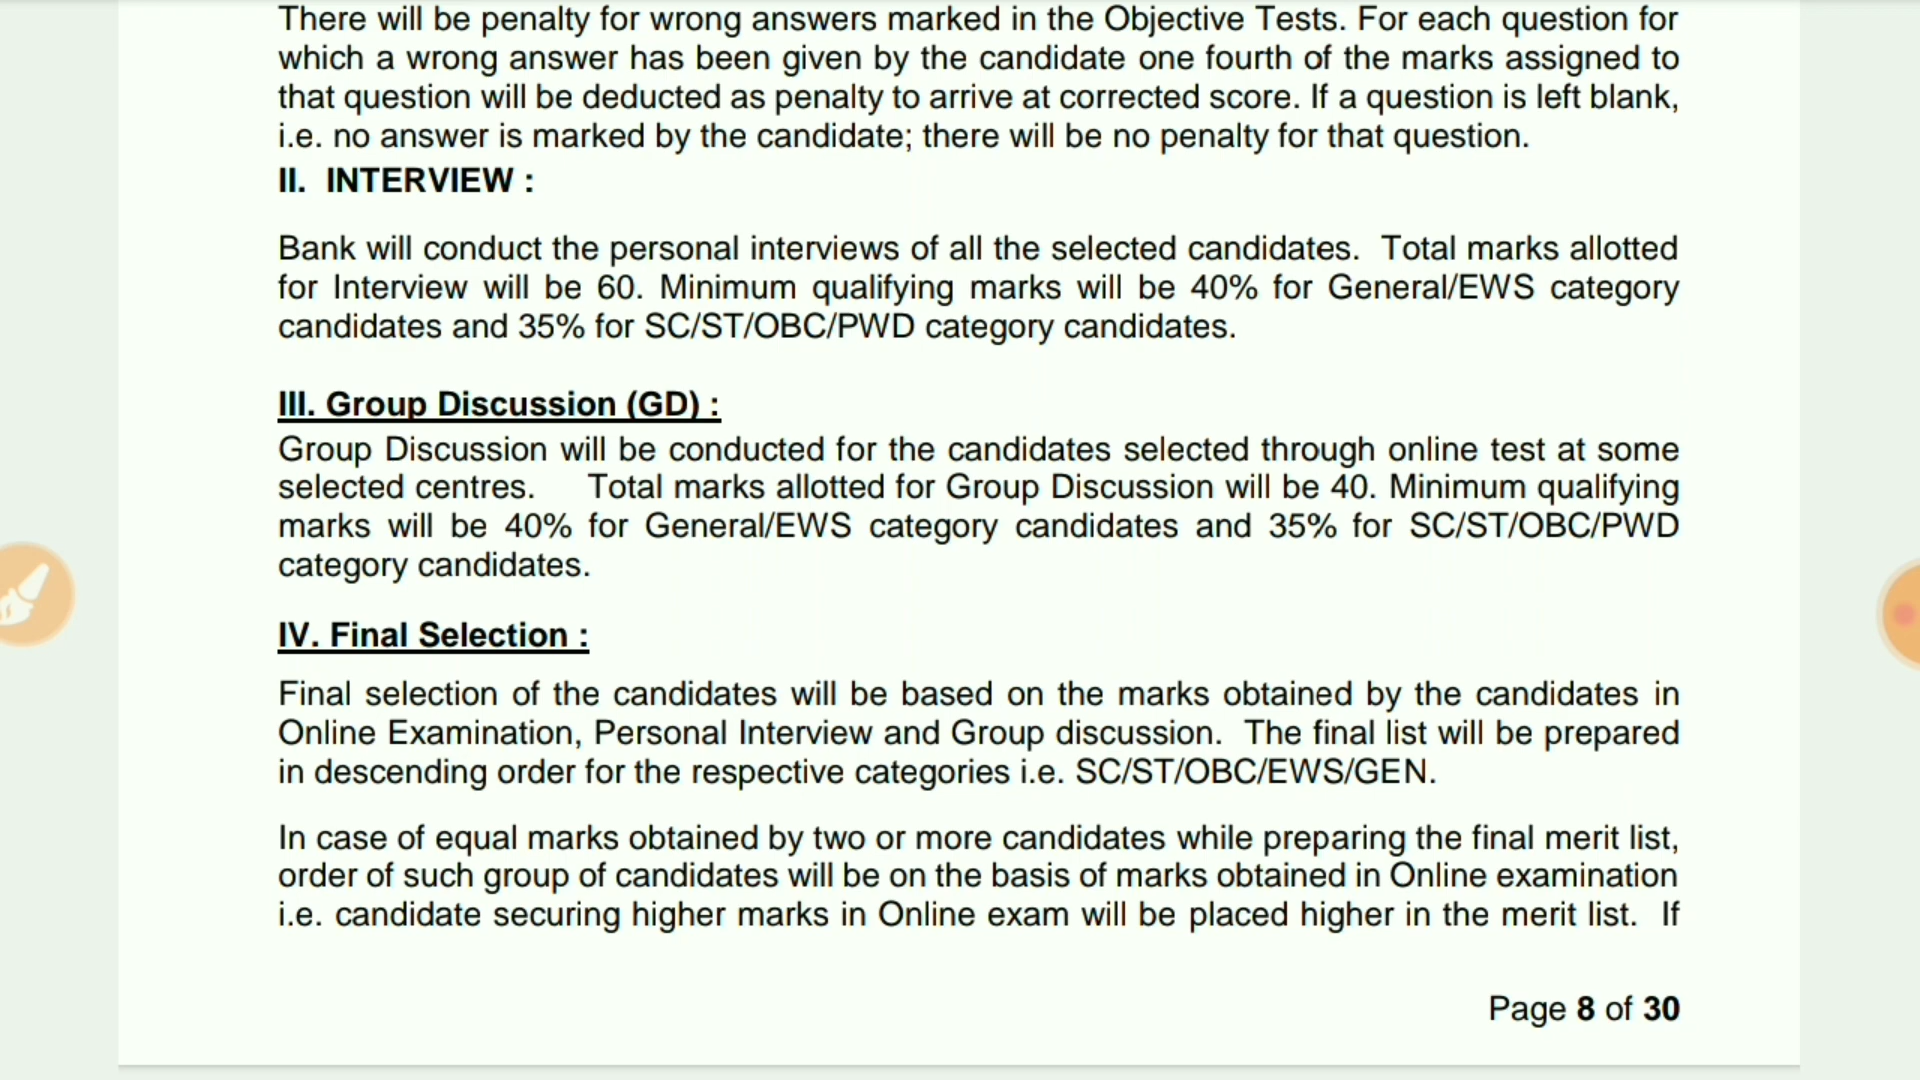 There will be penalty for wrong answers marked in the Objective Tests. For each question for
which a wrong answer has been given by the candidate one fourth of the marks assigned to
that question will be deducted as penalty to arrive at corrected score. If a question is left blank,
i.e. no answer is marked by the candidate; there will be no penalty for that question.
II. INTERVIEW :
Bank will conduct the personal interviews of all the selected candidates. Total marks allotted
for Interview will be 60. Minimum qualifying marks will be 40% for General/EWS category
candidates and 35% for SC/ST/OBC/PWD category candidates.
III. Group Discussion (GD) :
Group Discussion will be conducted for the candidates selected through online test at some
selected centres. Total marks allotted for Group Discussion will be 40. Minimum qualifying
marks will be 40% for General/EWS category candidates and 35% for SC/ST/OBC/PWD
category candidates.
IV. Final Selection :
Final selection of the candidates will be based on the marks obtained by the candidates in
Online Examination, Personal Interview and Group discussion. The final list will be prepared
in descending order for the respective categories i.e. SC/ST/OBC/EWS/GEN.
In case of equal marks obtained by two or more candidates while preparing the final merit list,
order of such group of candidates will be on the basis of marks obtained in Online examination
i.e. candidate securing higher marks in Online exam will be placed higher in the merit list. If
Page 8 of 30